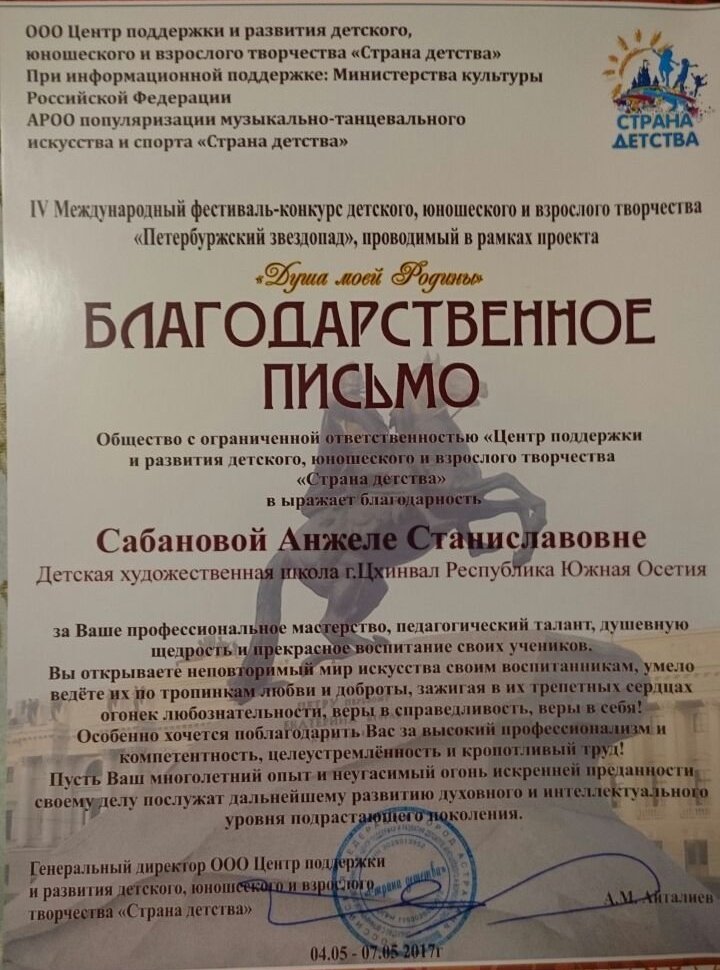 ООО Центр поддержки и развития детского,
юношеского и взрослого творчества «Страна детства»
При информационной поддержке: Министерства культуры
Российской Федерации
АРОО популяризации музыкально-танцевального
искусства и спорта «Страна детства»
СТРАНА
ДЕТСТВА
IV Международный фестиваль-конкурс детского, юношеского и взрослого творчества
«Петербуржский звездопад», проводимый в рамках проекта
«Душа моей Родины»
БЛАГОДАРСТВЕННОЕ
ПИСЬМО
Общество с ограниченной ответственностью «Центр поддержки
и развития детского, юношеского и взрослого творчества
«Страна детства»
в ыражает благодарность
Сабановой Анжеле Станиславовне
Детская художественная школа г.Цхинвал Республика Южная Осетия
за Ваше профессиональное мастерство, педагогический талант, душевную
щедрость и прекрасное воспитание своих учеников.
Вы открываете неповторимый мир искусства своим воспитанникам, умело
ведёте их по тропинкам любви и доброты, зажигая в их трепетных сердцах
огонек любознательности, веры в справедливость, веры в себя!
Особенно хочется поблагодарить Вас за высокий профессионализм и
компетентность, целеустремлённость и кропотливый труд!
Пусть Ваш многолетний опыт и неугасимый огонь искренней преданности
своему делу послужат дальнейшему развитию духовного и интеллектуального
уровня подрастающего поколения.
Генеральный директор ООО Центр поддержки
и развития детского, юношеского и взрослого
творчества «Страна детства»
«Страна детства»
А.М. Айталиев
04.05 - 07.05 2017г